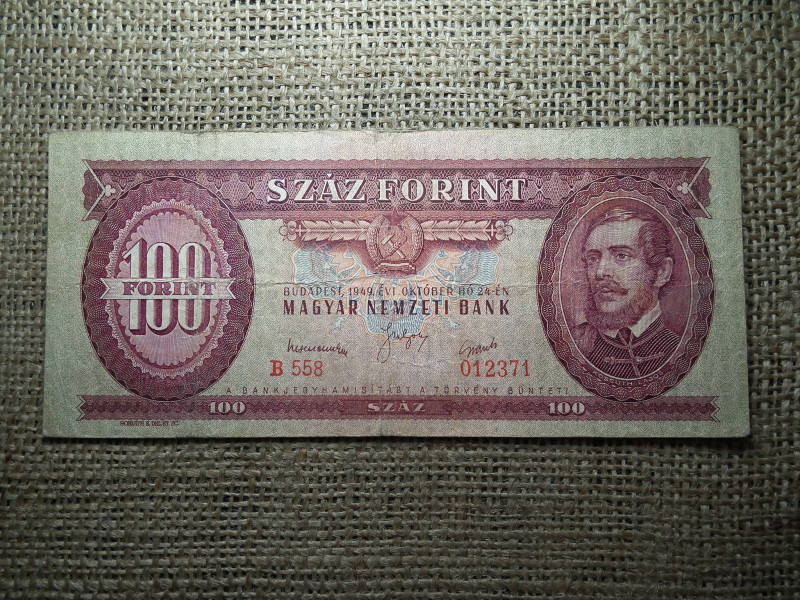 SZÁZ FORINT
100
FORINT
BUDAPEST, 1949. ÉVI OKTÓBER HÓ 24-ÉN
MAGYAR NEMZETI BANK
B 558
012371
A BANKJEGYHAMISÍTÁST A TÖRVÉNY BÜNTETI
100
SZÁZ
100